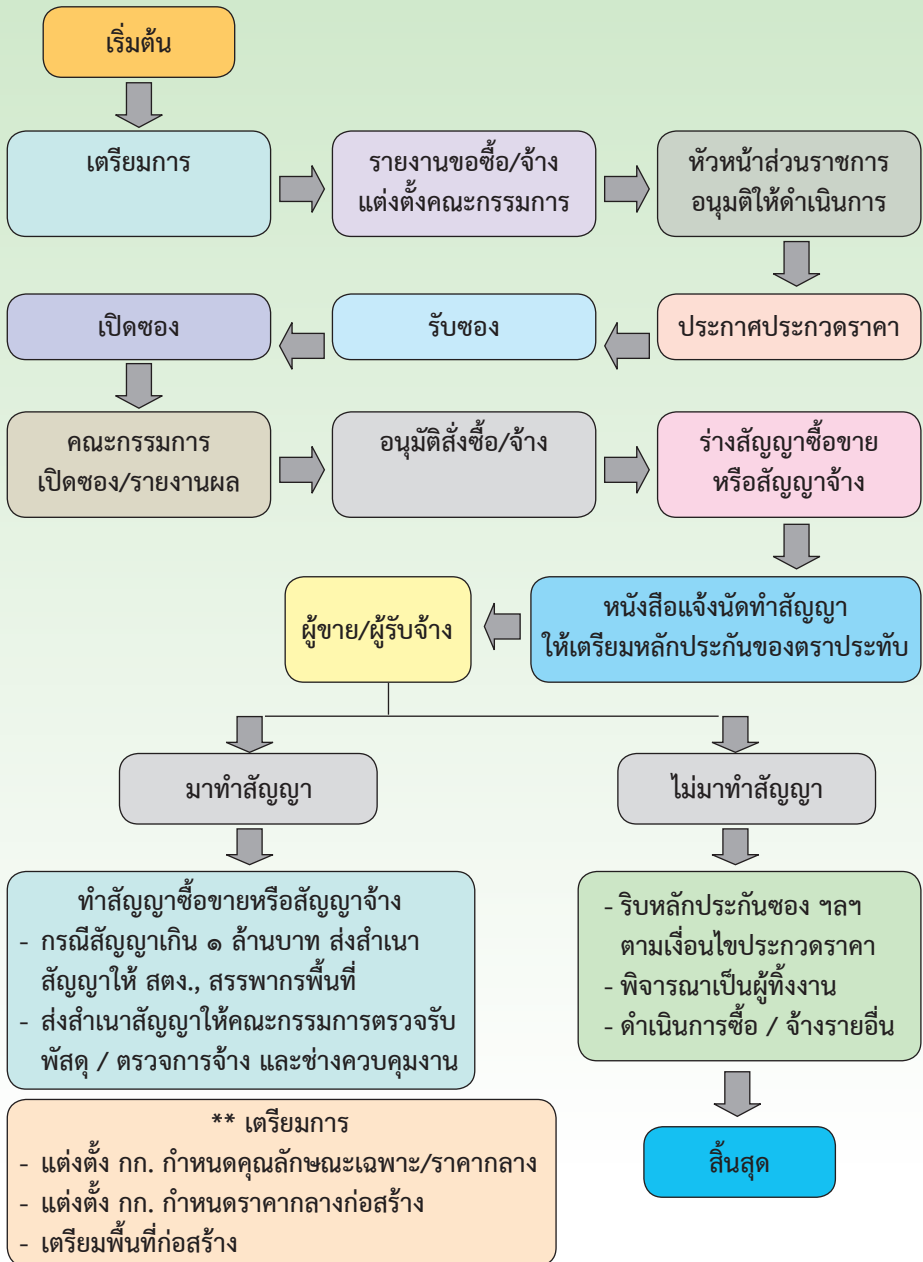 เริ่มต้น
เตรียมการ
รายงานขอซื้อ/จ้าง
แต่งตั้งคณะกรรมการ
หัวหน้าส่วนราชการ
อนุมติให้ดำเนินการ
ประกาศประกวดราคา
รับซอง
เปิดซอง
คณะกรรมการ
เปิดซอง/รายงานผล
อนุมัติสั่งซื้อ/จ้าง
ร่างสัญญาซื้อขาย
หรือสัญญาจ้าง
หนังสือแจ้งนัดทำสัญญา
ให้เตรียมหลักประกันของตราประทับ
ผู้ขาย/ผู้รับจ้าง
มาทำสัญญา
ไม่มาทำสัญญา
ทำสัญญาซื้อขายหรือสัญญาจ้าง
- กรณีสัญญาเกิน ๑ ล้านบาท ส่งสำเนา
สัญญาให้ สตง., สรรพากรพื้นที่
- ส่งสำเนาสัญญาให้คณะกรรมการตรวจรับ
พัสดุ / ตรวจการจ้าง และช่างควบคุมงาน
- ริบหลักประกันซอง ฯลฯ
ตามเงื่อนไขประกวดราคา
- พิจารณาเป็นผู้ทิ้งงาน
- ดำเนินการซื้อ / จ้างรายอื่น
สิ้นสุด
** เตรียมการ
- แต่งตั้ง กก. กำหนดคุณลักษณะเฉพาะ/ราคากลาง
- แต่งตั้ง กก. กำหนดราคากลางก่อสร้าง
- เตรียมพื้นที่ก่อสร้าง